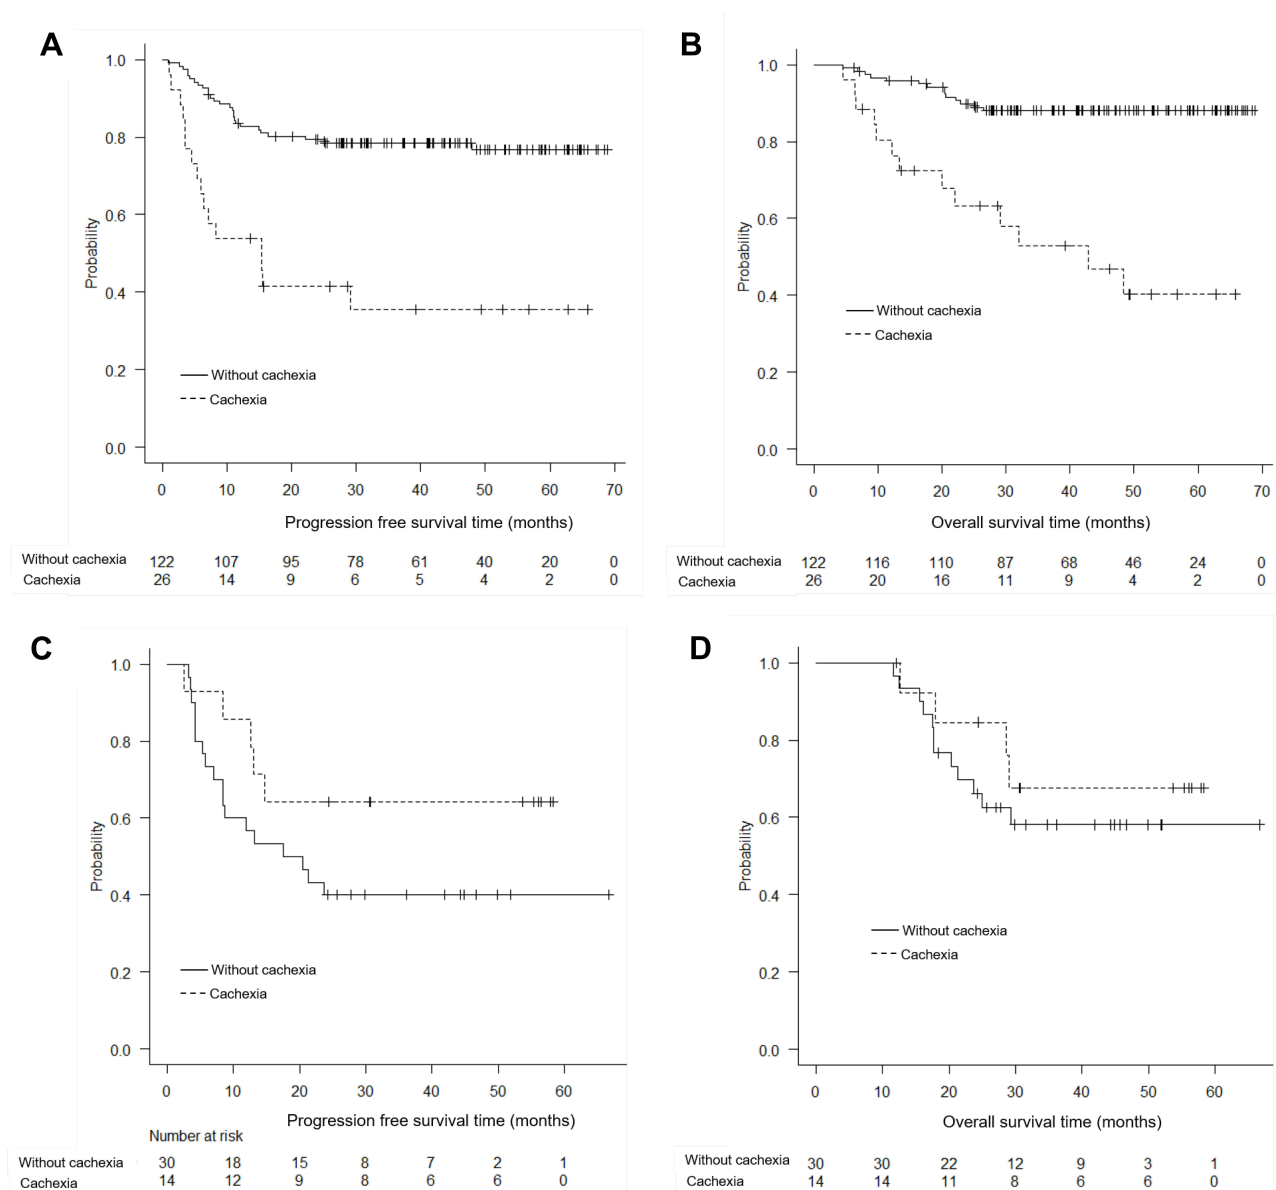 A
1.0
0.8
0.6
0.4
0.2
0.0
Probability
Without cachexia
Cachexia
0 10 20 30 40 50 60 70
Progression free survival time (months)
Without cachexia 122 107 95 78 61 40 20 0
Cachexia 26 14 9 6 5 4 2 0
B
1.0
0.8
0.6
0.4
0.2
0.0
Probability
Without cachexia
Cachexia
0 10 20 30 40 50 60 70
Overall survival time (months)
Without cachexia 122 116 110 87 68 46 24 0
Cachexia 26 20 16 11 9 4 2 0
C
1.0
0.8
0.6
0.4
0.2
0.0
Probability
Without cachexia
Cachexia
0 10 20 30 40 50 60
Progression free survival time (months)
Number at risk
Without cachexia 30 18 15 8 7 2 1
Cachexia 14 12 9 8 6 6 0
D
1.0
0.8
0.6
0.4
0.2
0.0
Probability
Without cachexia
Cachexia
0 10 20 30 40 50 60
Overall survival time (months)
Without cachexia 30 30 22 12 9 3 1
Cachexia 14 14 11 8 6 6 0